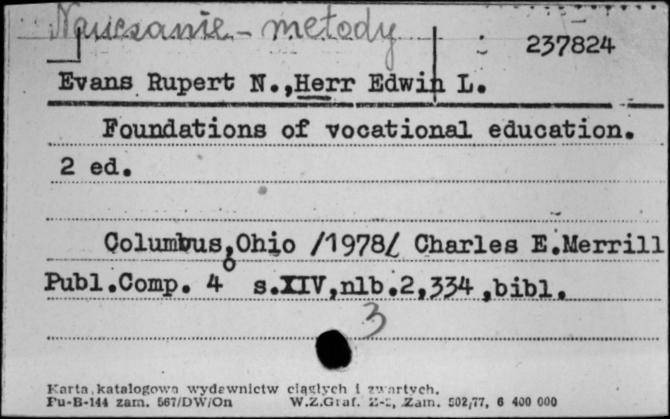 Nauczanie - metody
237824
Evans Rupert N.,Herr Edwin L.
Foundations of vocational education.
2 ed.
Columbus,Ohio /1978/ Charles E.Merrill
Publ.Comp. 4° s.XIV,nlb.2,334 ,bibl.
3
Karta katalogowa wydawnictw ciągłych i zwartych.
Pu-B-144 zam. 567/DW/On W.Z.Graf. Z-2, Zam. 502/77, 6 400 000